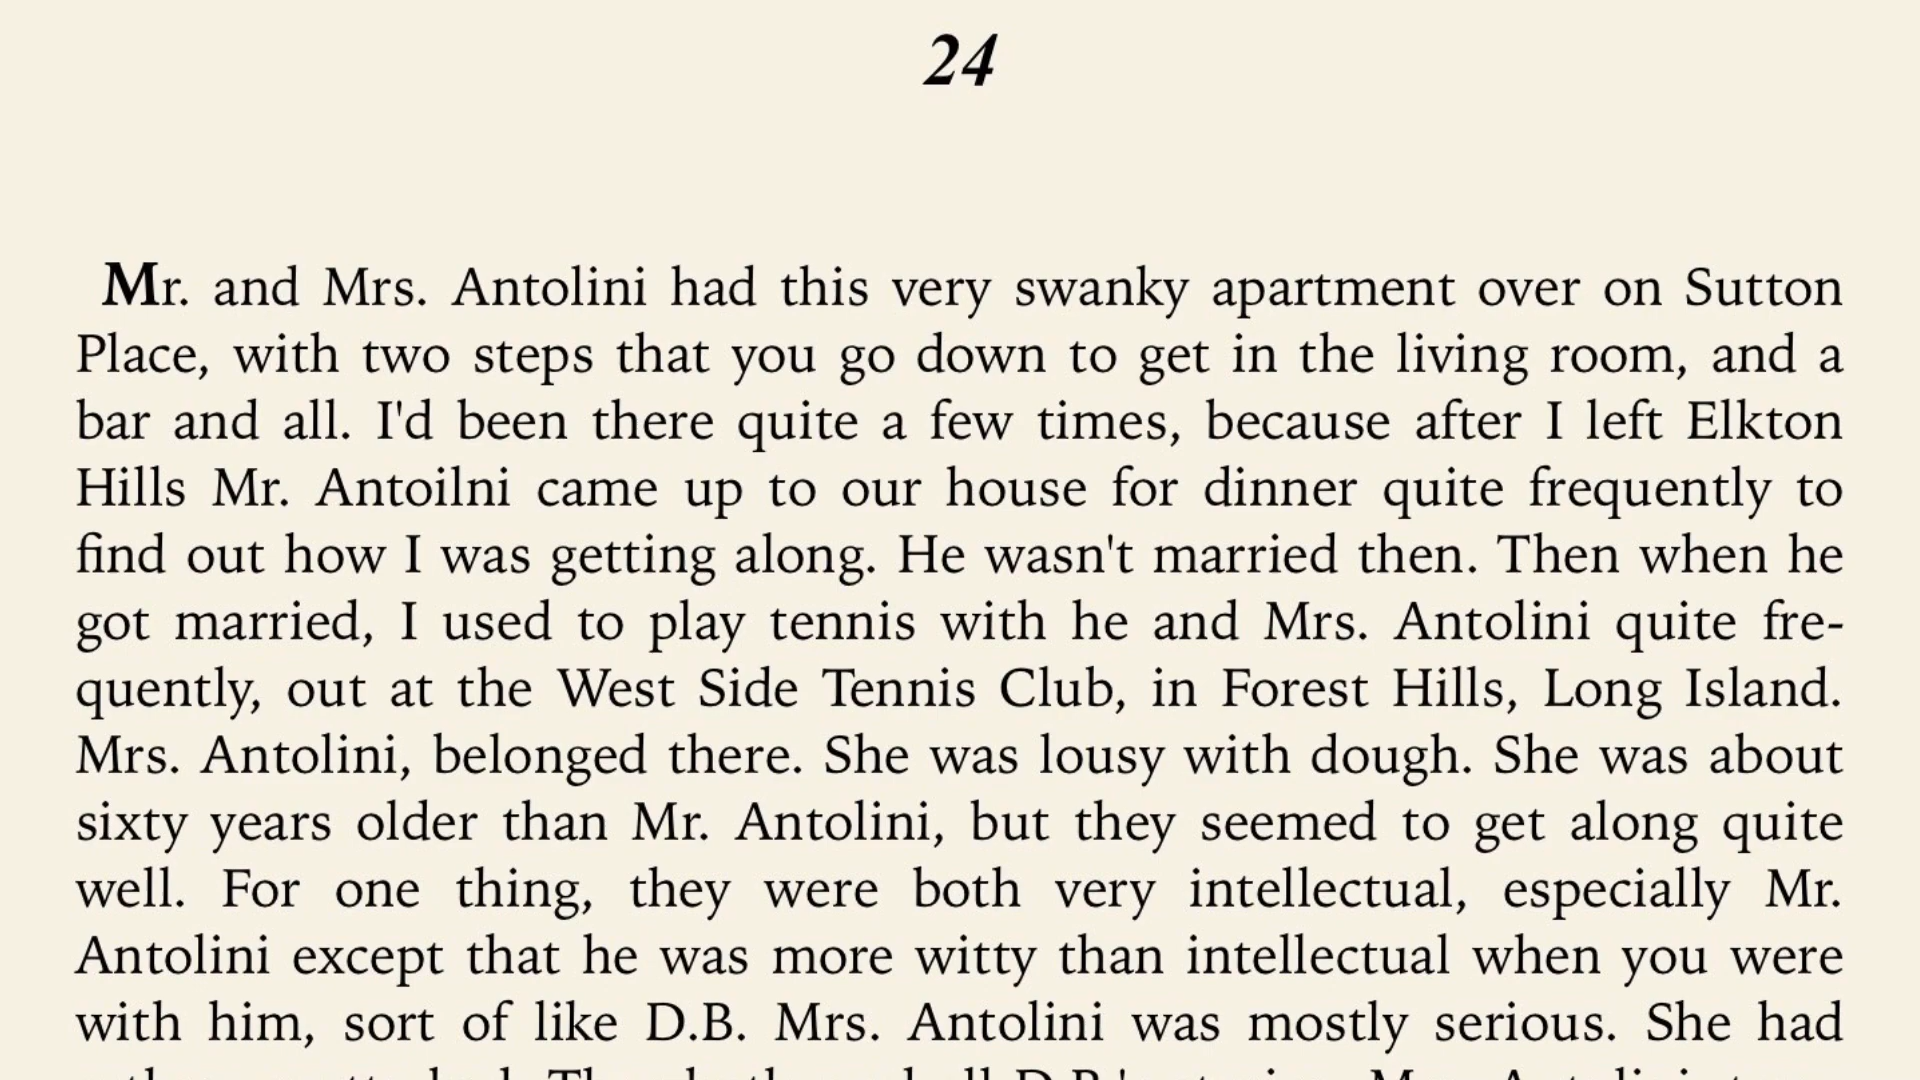 24
Mr. and Mrs. Antolini had this very swanky apartment over on Sutton
Place, with two steps that you go down to get in the living room, and a
bar and all. I'd been there quite a few times, because after I left Elkton
Hills Mr. Antoilni came up to our house for dinner quite frequently to
find out how I was getting along. He wasn't married then. Then when he
got married, I used to play tennis with he and Mrs. Antolini quite fre-
quently, out at the West Side Tennis Club, in Forest Hills, Long Island.
Mrs. Antolini, belonged there. She was lousy with dough. She was about
sixty years older than Mr. Antolini, but they seemed to get along quite
well. For one thing, they were both very intellectual, especially Mr.
Antolini except that he was more witty than intellectual when you were
with him, sort of like D.B. Mrs. Antolini was mostly serious. She had